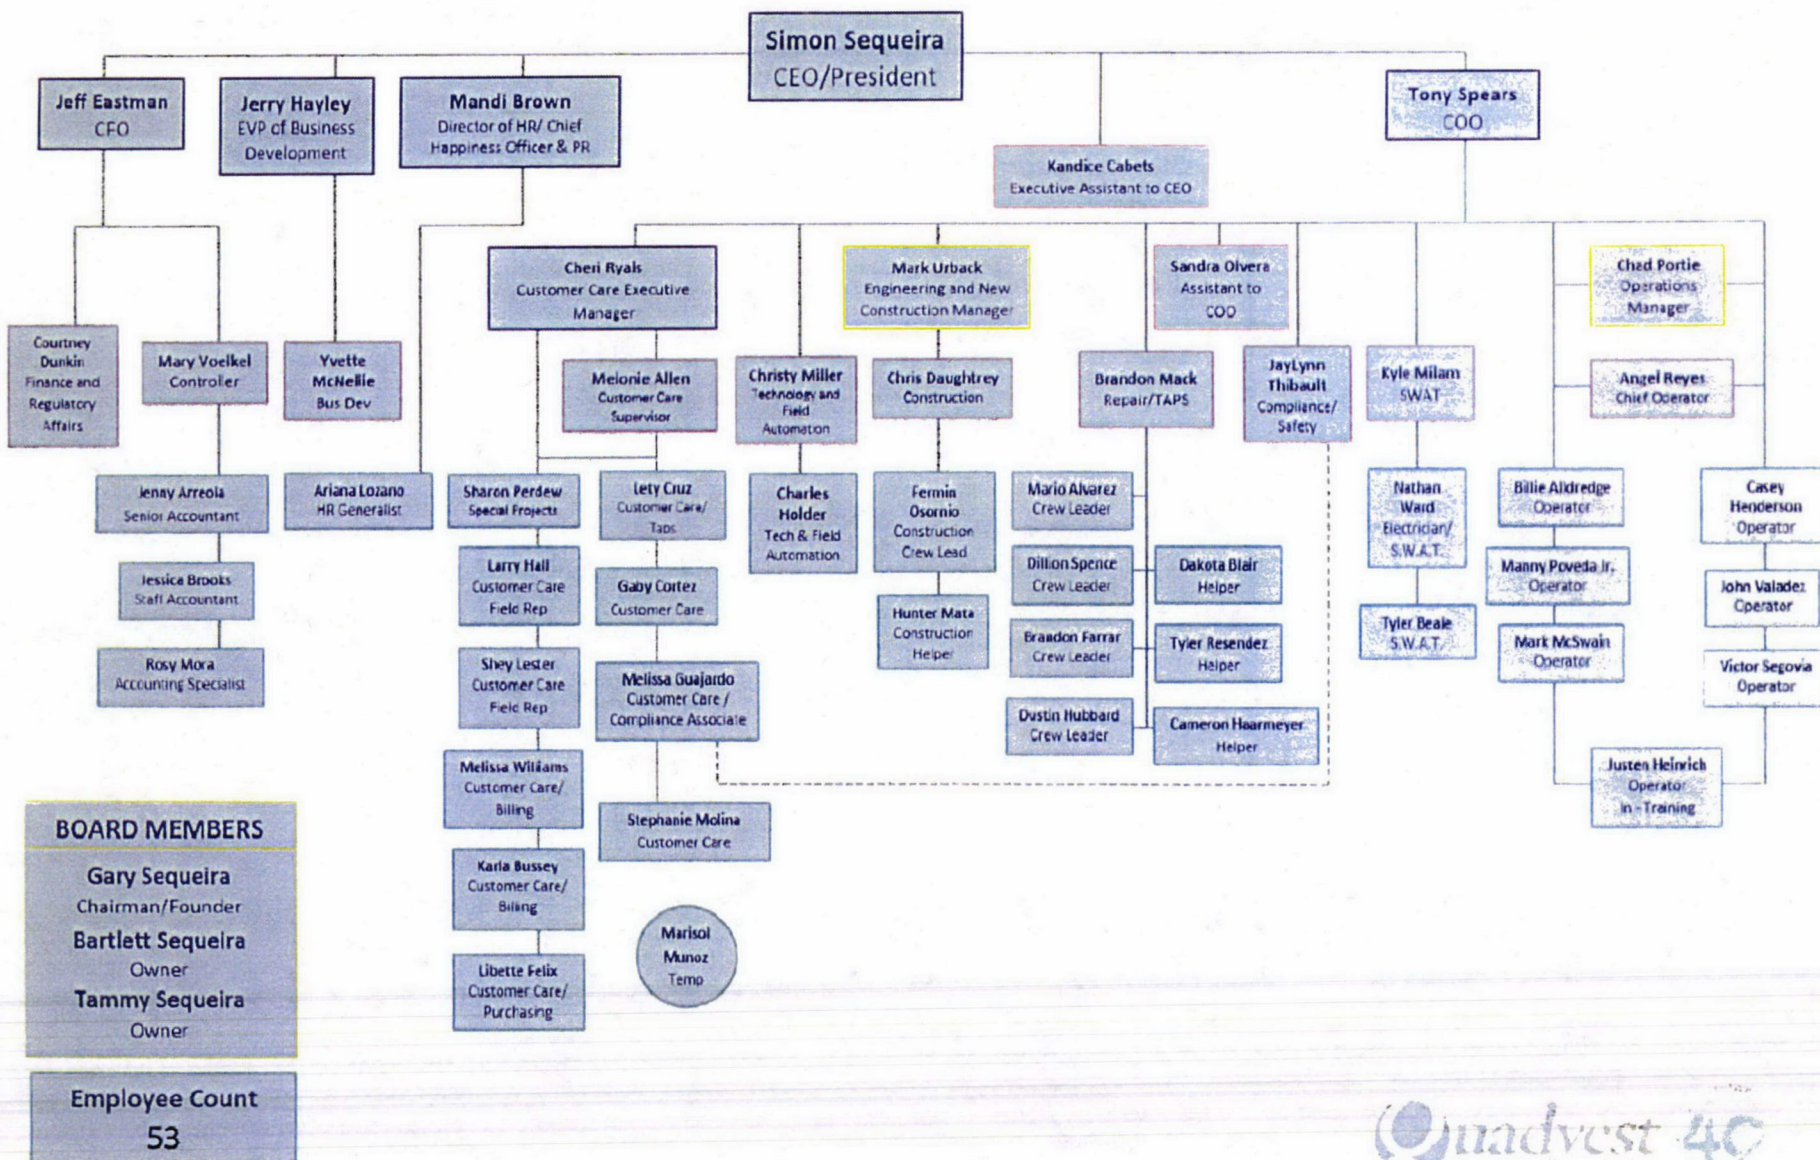 Simon Sequeira
CEO/President
Jeff Eastman
CFO
Jerry Hayley
EVP of Business
Development
Mandi Brown
Director of HR/ Chief
Happiness Officer & PR
Tony Spears
COO
Kandice Cabets
Executive Assistant to CEO
Cheri Ryals
Customer Care Executive
Manager
Mark Urback
Engineering and New
Construction Manager
Sandra Olvera
Assistant to
COO
Chad Portie
Operations
Manager
Courtney
Dunkin
Finance and
Regulatory
Affairs
Mary Voelkel
Controller
Yvette
McNellie
Bus Dev
Melonie Allen
Customer Care
Supervisor
Christy Miller
Technology and
Field
Automation
Chris Daughtrey
Construction
Brandon Mack
Repair/TAPS
JayLynn
Thibault
Compliance/
Safety
Kyle Milam
SWAT
Angel Reyes
Chief Operator
Jenny Arreola
Senior Accountant
Ariana Lozano
HR Generalist
Sharon Perdew
Special Projects
Lety Cruz
Customer Care/
Taps
Charles
Holder
Tech & Field
Automation
Fermin
Osornio
Construction
Crew Lead
Mario Alvarez
Crew Leader
Nathan
Ward
Electrician/
S.W.A.T.
Billie Alldredge
Operator
Casey
Henderson
Operator
Jessica Brooks
Staff Accountant
Larry Hall
Customer Care
Field Rep
Gaby Cortez
Customer Care
Hunter Mata
Construction
Helper
Dillion Spence
Crew Leader
Dakota Blair
Helper
Manny Poveda Jr.
Operator
John Valadez
Operator
Rosy Mora
Accounting Specialist
Shey Lester
Customer Care
Field Rep
Melissa Guajardo
Customer Care /
Compliance Associate
Brandon Farrar
Crew Leader
Tyler Resendez
Helper
Tyler Beale
S.W.A.T.
Mark McSwain
Operator
Victor Segovia
Operator
Dustin Hubbard
Crew Leader
Cameron Haarmeyer
Helper
Justen Heinrich
Operator
In - Training
Melissa Williams
Customer Care/
Billing
Stephanie Molina
Customer Care
Karla Bussey
Customer Care/
Billing
Marisol
Munoz
Temp
Libette Felix
Customer Care/
Purchasing
BOARD MEMBERS
Gary Sequeira
Chairman/Founder
Bartlett Sequeira
Owner
Tammy Sequeira
Owner
Employee Count
53
Quadvest 40